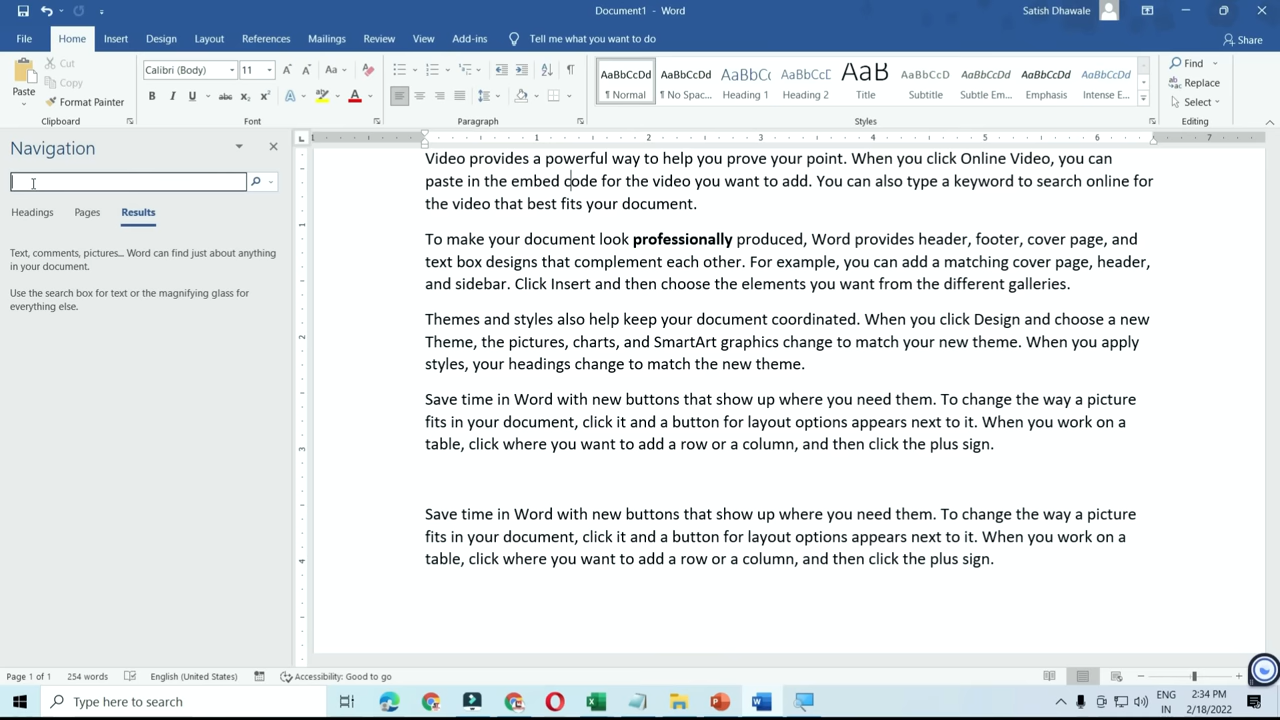 Document1 - Word
Satish Dhawale
File Home Insert Design Layout References Mailings Review View Add-ins Tell me what you want to do
Share
Paste
Cut
Copy
Format Painter
Clipboard
Calibri (Body) 11
Font
Paragraph
AaBbCcDd AaBbCcDd AaBbC AaBbCcD AaB AaBbCcD AaBbCcDd AaBbCcDd AaBbCcDd
¶ Normal ¶ No Spac... Heading 1 Heading 2 Title Subtitle Subtle Em... Emphasis Intense E...
Styles
Find
Replace
Select
Editing
Navigation
Headings Pages Results
Text, comments, pictures... Word can find just about anything
in your document.
Use the search box for text or the magnifying glass for
everything else.
1 2 3 4 5 6 7
1
2
3
4
Video provides a powerful way to help you prove your point. When you click Online Video, you can
paste in the embed code for the video you want to add. You can also type a keyword to search online for
the video that best fits your document.
To make your document look professionally produced, Word provides header, footer, cover page, and
text box designs that complement each other. For example, you can add a matching cover page, header,
and sidebar. Click Insert and then choose the elements you want from the different galleries.
Themes and styles also help keep your document coordinated. When you click Design and choose a new
Theme, the pictures, charts, and SmartArt graphics change to match your new theme. When you apply
styles, your headings change to match the new theme.
Save time in Word with new buttons that show up where you need them. To change the way a picture
fits in your document, click it and a button for layout options appears next to it. When you work on a
table, click where you want to add a row or a column, and then click the plus sign.
Save time in Word with new buttons that show up where you need them. To change the way a picture
fits in your document, click it and a button for layout options appears next to it. When you work on a
table, click where you want to add a row or a column, and then click the plus sign.
Page 1 of 1 254 words English (United States) Accessibility: Good to go
Type here to search
ENG
IN
2:34 PM
2/18/2022